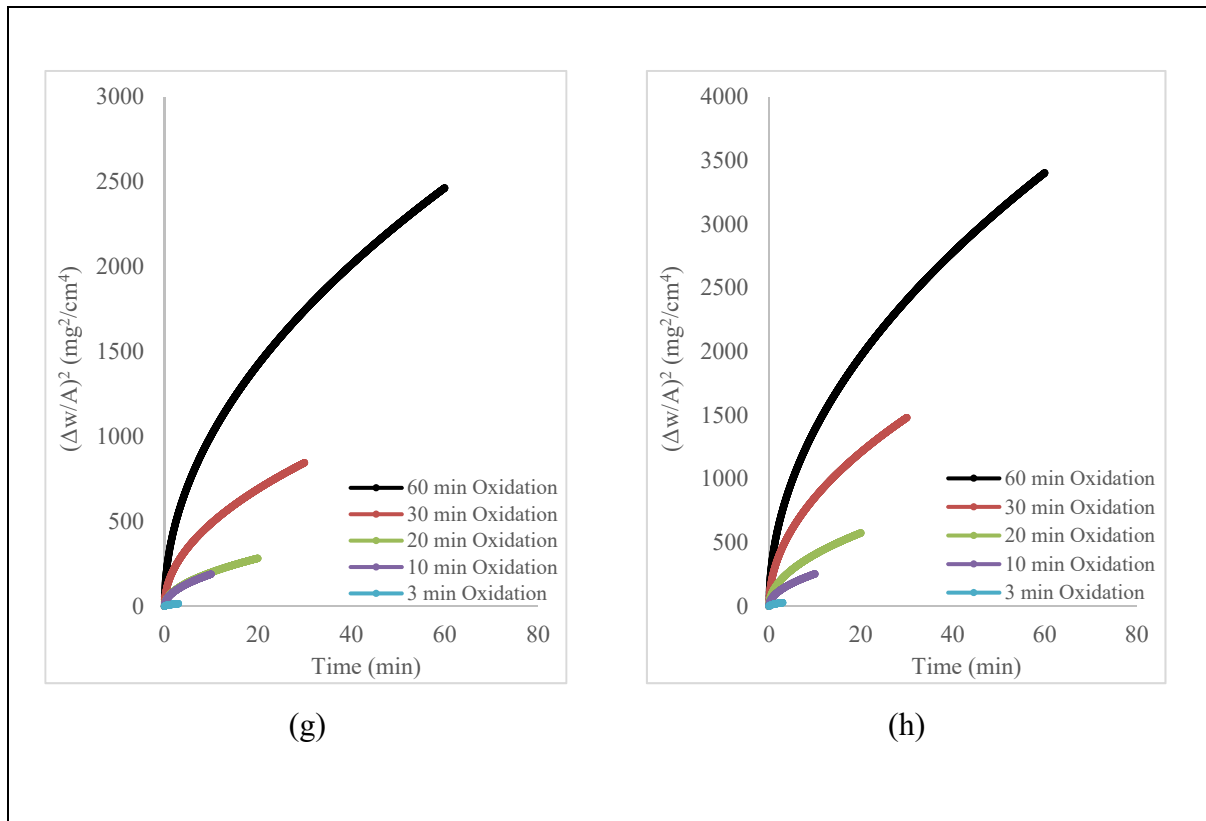 3000
2500
2000
1500
1000
500
0
0 20 40 60 80
(Δw/A)² (mg²/cm⁴)
Time (min)
60 min Oxidation
30 min Oxidation
20 min Oxidation
10 min Oxidation
3 min Oxidation
(g)
4000
3500
3000
2500
2000
1500
1000
500
0
0 20 40 60 80
(Δw/A)² (mg²/cm⁴)
Time (min)
60 min Oxidation
30 min Oxidation
20 min Oxidation
10 min Oxidation
3 min Oxidation
(h)